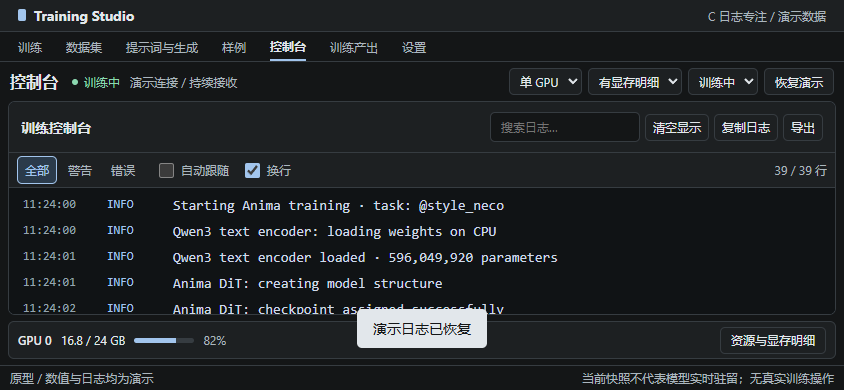 Training Studio
C 日志专注 / 演示数据
训练 数据集 提示词与生成 样例 控制台 训练产出 设置
控制台 训练中 演示连接 / 持续接收 单 GPU 有显存明细 训练中 恢复演示
训练控制台 搜索日志... 清空显示 复制日志 导出
全部 警告 错误 自动跟随 换行 39 / 39 行
11:24:00 INFO Starting Anima training · task: @style_neco
11:24:00 INFO Qwen3 text encoder: loading weights on CPU
11:24:01 INFO Qwen3 text encoder loaded · 596,049,920 parameters
11:24:01 INFO Anima DiT: creating model structure
11:24:02 INFO Anima DiT: checkpoint assigned successfully
演示日志已恢复
GPU 0 16.8 / 24 GB 82% 资源与显存明细
原型 / 数值与日志均为演示 当前快照不代表模型实时驻留；无真实训练操作